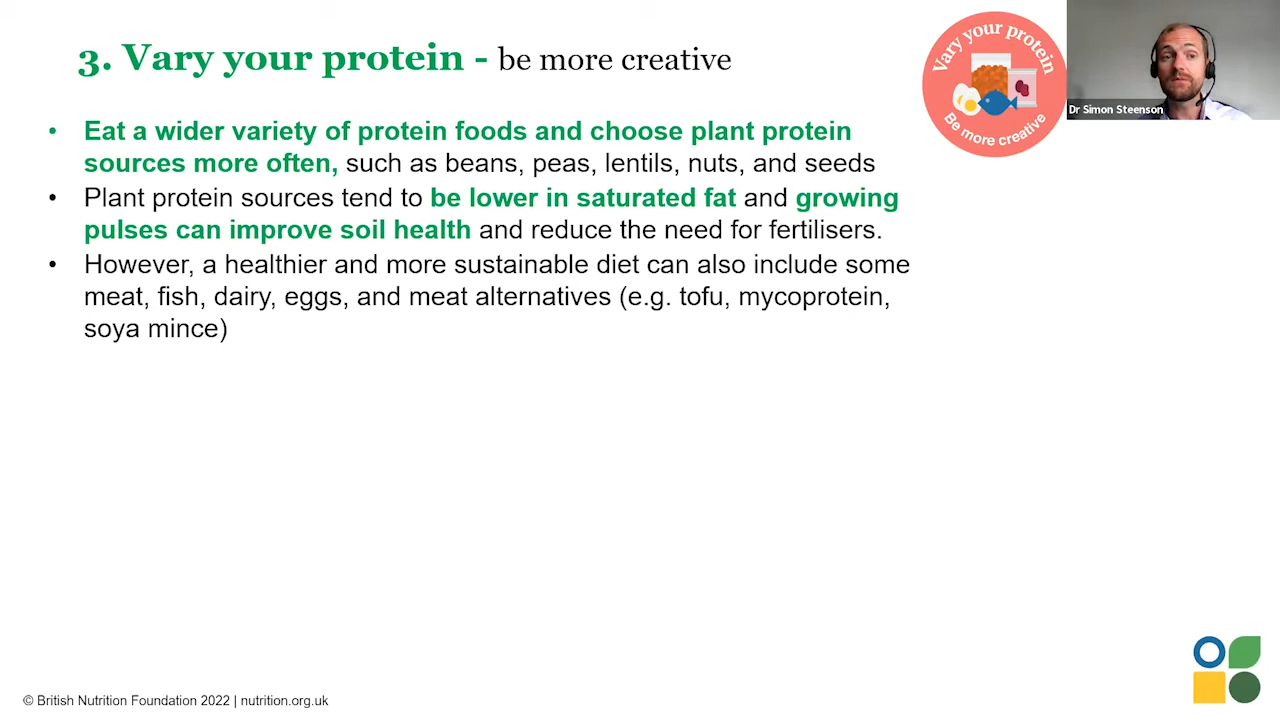 3. Vary your protein - be more creative
• Eat a wider variety of protein foods and choose plant protein
sources more often, such as beans, peas, lentils, nuts, and seeds
• Plant protein sources tend to be lower in saturated fat and growing
pulses can improve soil health and reduce the need for fertilisers.
• However, a healthier and more sustainable diet can also include some
meat, fish, dairy, eggs, and meat alternatives (e.g. tofu, mycoprotein,
soya mince)
Vary your protein
Be more creative
Dr Simon Steenson
© British Nutrition Foundation 2022 | nutrition.org.uk